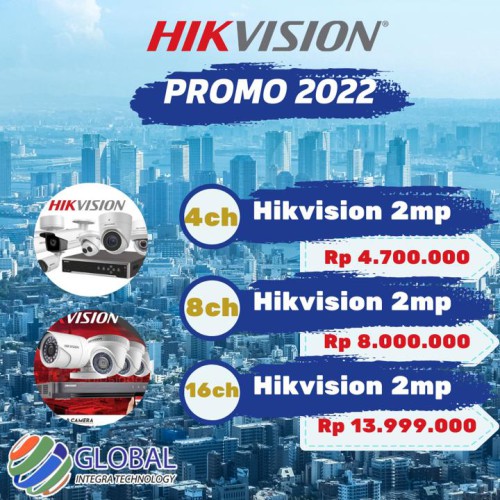 HIKVISION®
PROMO 2022
4ch
Hikvision 2mp
Rp 4.700.000
HIKVISION
8ch
Hikvision 2mp
Rp 8.000.000
VISION
16ch
Hikvision 2mp
Rp 13.999.000
CAMERA
GLOBAL
INTEGRA TECHNOLOGY